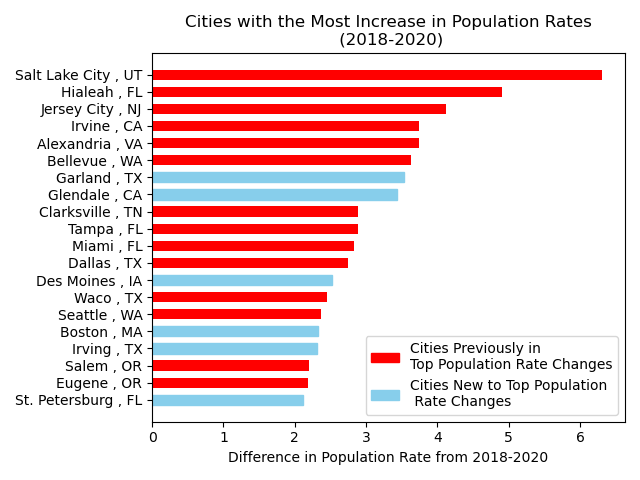 Cities with the Most Increase in Population Rates
(2018-2020)
Salt Lake City , UT
Hialeah , FL
Jersey City , NJ
Irvine , CA
Alexandria , VA
Bellevue , WA
Garland , TX
Glendale , CA
Clarksville , TN
Tampa , FL
Miami , FL
Dallas , TX
Des Moines , IA
Waco , TX
Seattle , WA
Boston , MA
Irving , TX
Salem , OR
Eugene , OR
St. Petersburg , FL
Cities Previously in
Top Population Rate Changes
Cities New to Top Population
Rate Changes
0 1 2 3 4 5 6
Difference in Population Rate from 2018-2020